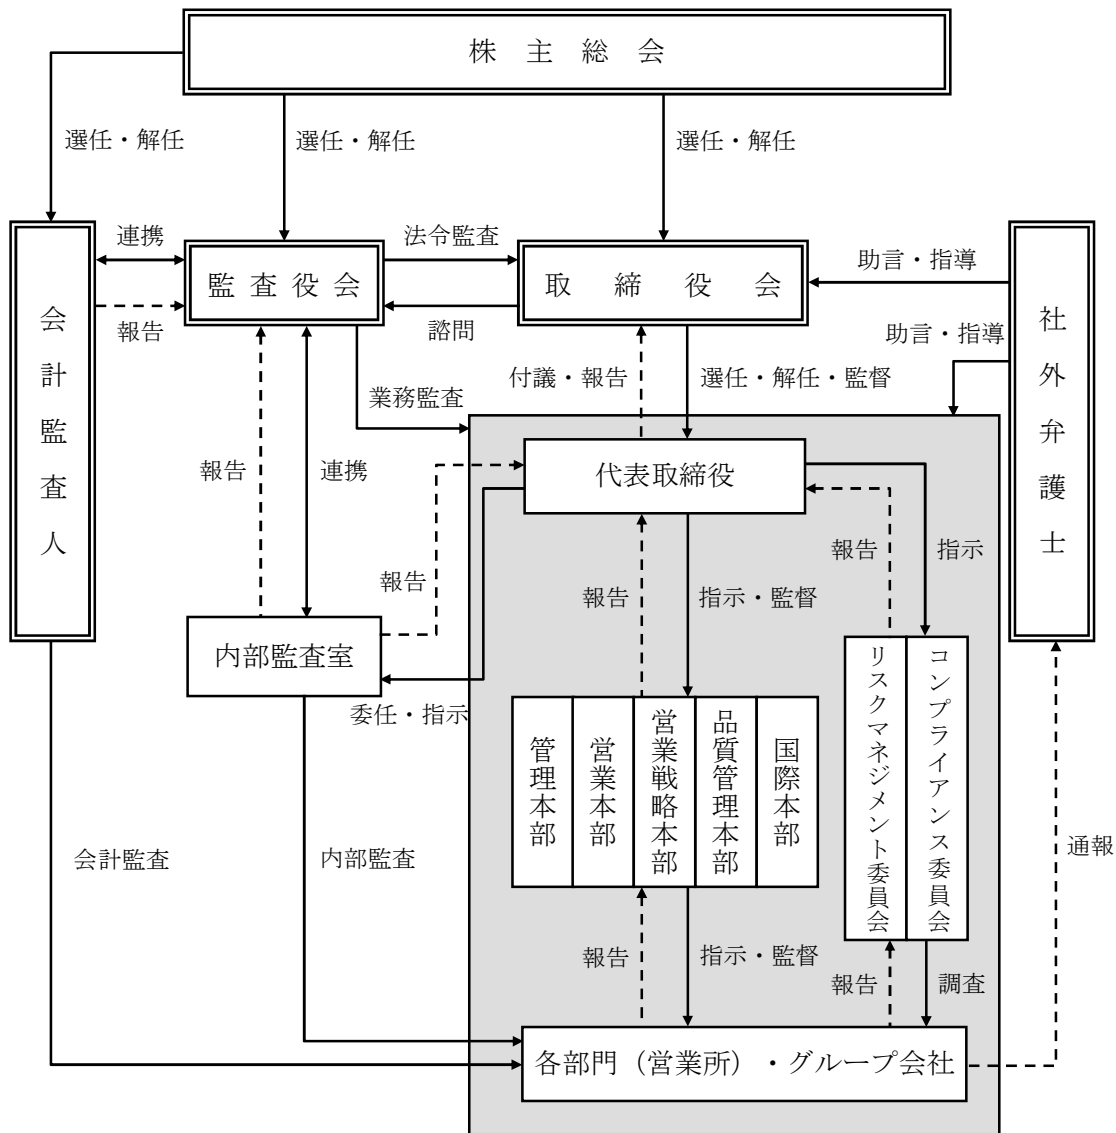 株主総会
選任・解任
選任・解任
選任・解任
連携
法令監査
助言・指導
監査役会
取締役会
会計監査人
社外弁護士
報告
諮問
助言・指導
付議・報告
選任・解任・監督
業務監査
報告
連携
代表取締役
報告
報告
指示・監督
報告
指示
内部監査室
委任・指示
管理本部
営業本部
営業戦略本部
品質管理本部
国際本部
リスクマネジメント委員会
コンプライアンス委員会
会計監査
内部監査
通報
報告
指示・監督
報告
調査
各部門（営業所）・グループ会社